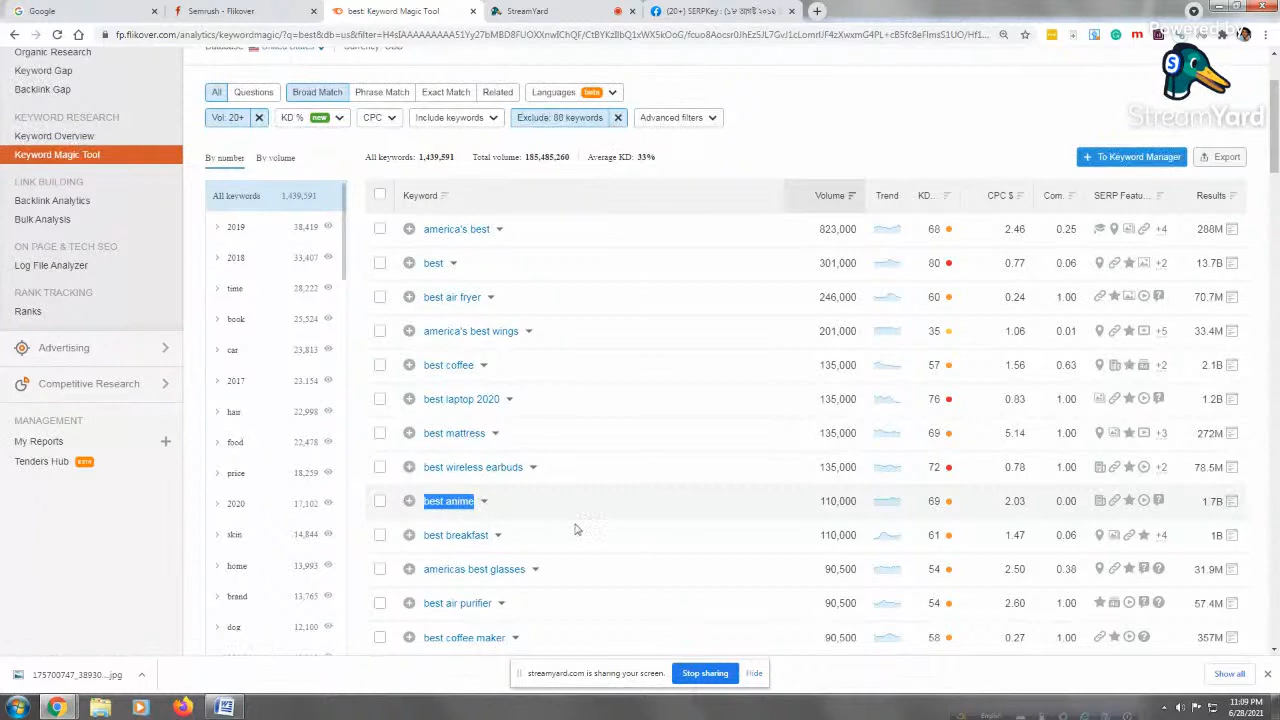 Google
Semrush - Flikover
best: Keyword Magic Tool
StreamYard
fp.flikover.com/analytics/keywordmagic/?q=best&db=us&filter=
Powered by
StreamYard
Organic Research
Keyword Gap
Backlink Gap
KEYWORD RESEARCH
Keyword Overview
Keyword Magic Tool
LINK BUILDING
Backlink Analytics
Bulk Analysis
ON PAGE & TECH SEO
Log File Analyzer
RANK TRACKING
Ranks
Advertising
Competitive Research
MANAGEMENT
My Reports
Tenders Hub BETA
All Questions Broad Match Phrase Match Exact Match Related Languages beta
Vol: 20+ KD % new CPC Include keywords Exclude: 88 keywords Advanced filters
By number By volume
All keywords: 1,439,591 Total volume: 185,485,260 Average KD: 33%
To Keyword Manager Export
All keywords 1,439,591
2019 38,419
2018 33,407
time 28,222
book 25,524
car 23,813
2017 23,154
hair 22,998
food 22,478
price 18,259
2020 17,102
skin 14,844
home 13,993
brand 13,765
dog 12,100
Keyword Volume Trend KD.. CPC $ Com. SERP Featu... Results
america's best 823,000 68 2.46 0.25 +4 288M
best 301,000 80 0.77 0.06 +2 13.7B
best air fryer 246,000 60 0.24 1.00 70.7M
america's best wings 201,000 35 1.06 0.01 +5 33.4M
best coffee 135,000 57 1.56 0.63 +2 2.1B
best laptop 2020 135,000 76 0.83 1.00 1.2B
best mattress 135,000 69 5.14 1.00 +3 272M
best wireless earbuds 135,000 72 0.78 1.00 +2 78.5M
best anime 110,000 69 2.03 0.00 1.7B
best breakfast 110,000 61 1.47 0.06 +4 1B
americas best glasses 90,500 54 2.50 0.38 31.9M
best air purifier 90,500 54 2.60 1.00 57.4M
best coffee maker 90,500 58 0.27 1.00 357M
175700747_38930....jpg
streamyard.com is sharing your screen. Stop sharing Hide
Show all
English
11:09 PM
6/28/2021